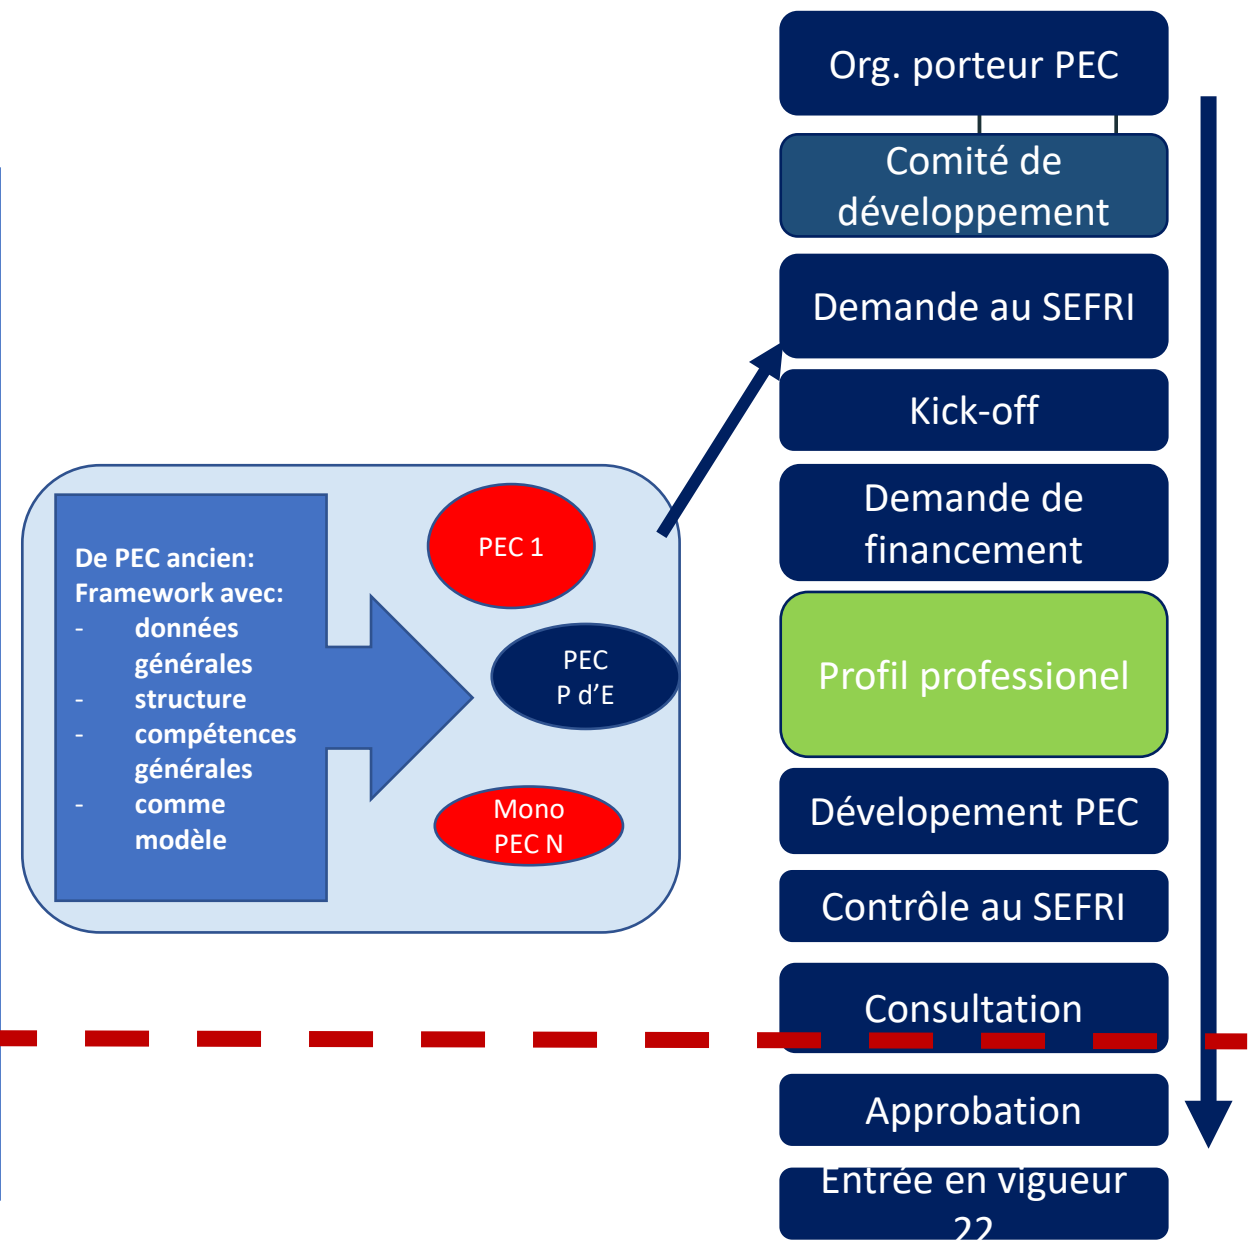 Org. porteur PEC
Comité de
développement
Demande au SEFRI
Kick-off
Demande de
financement
Profil professionel
Dévelopement PEC
Contrôle au SEFRI
Consultation
Approbation
Entrée en vigueur
22
De PEC ancien:
Framework avec:
- données
générales
- structure
- compétences
générales
- comme
modèle
PEC 1
PEC
P d’E
Mono
PEC N